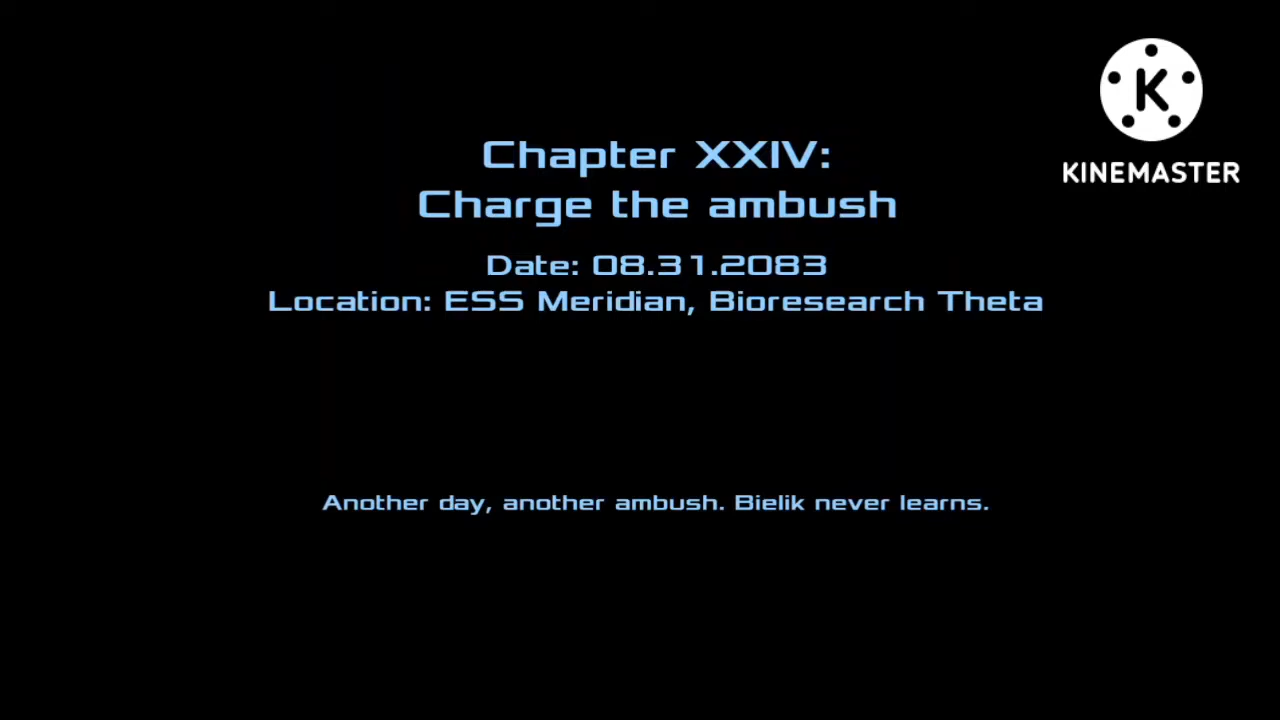 Chapter XXIV:
Charge the ambush
Date: 08.31.2083
Location: ESS Meridian, Bioresearch Theta
Another day, another ambush. Bielik never learns.
K
KINEMASTER